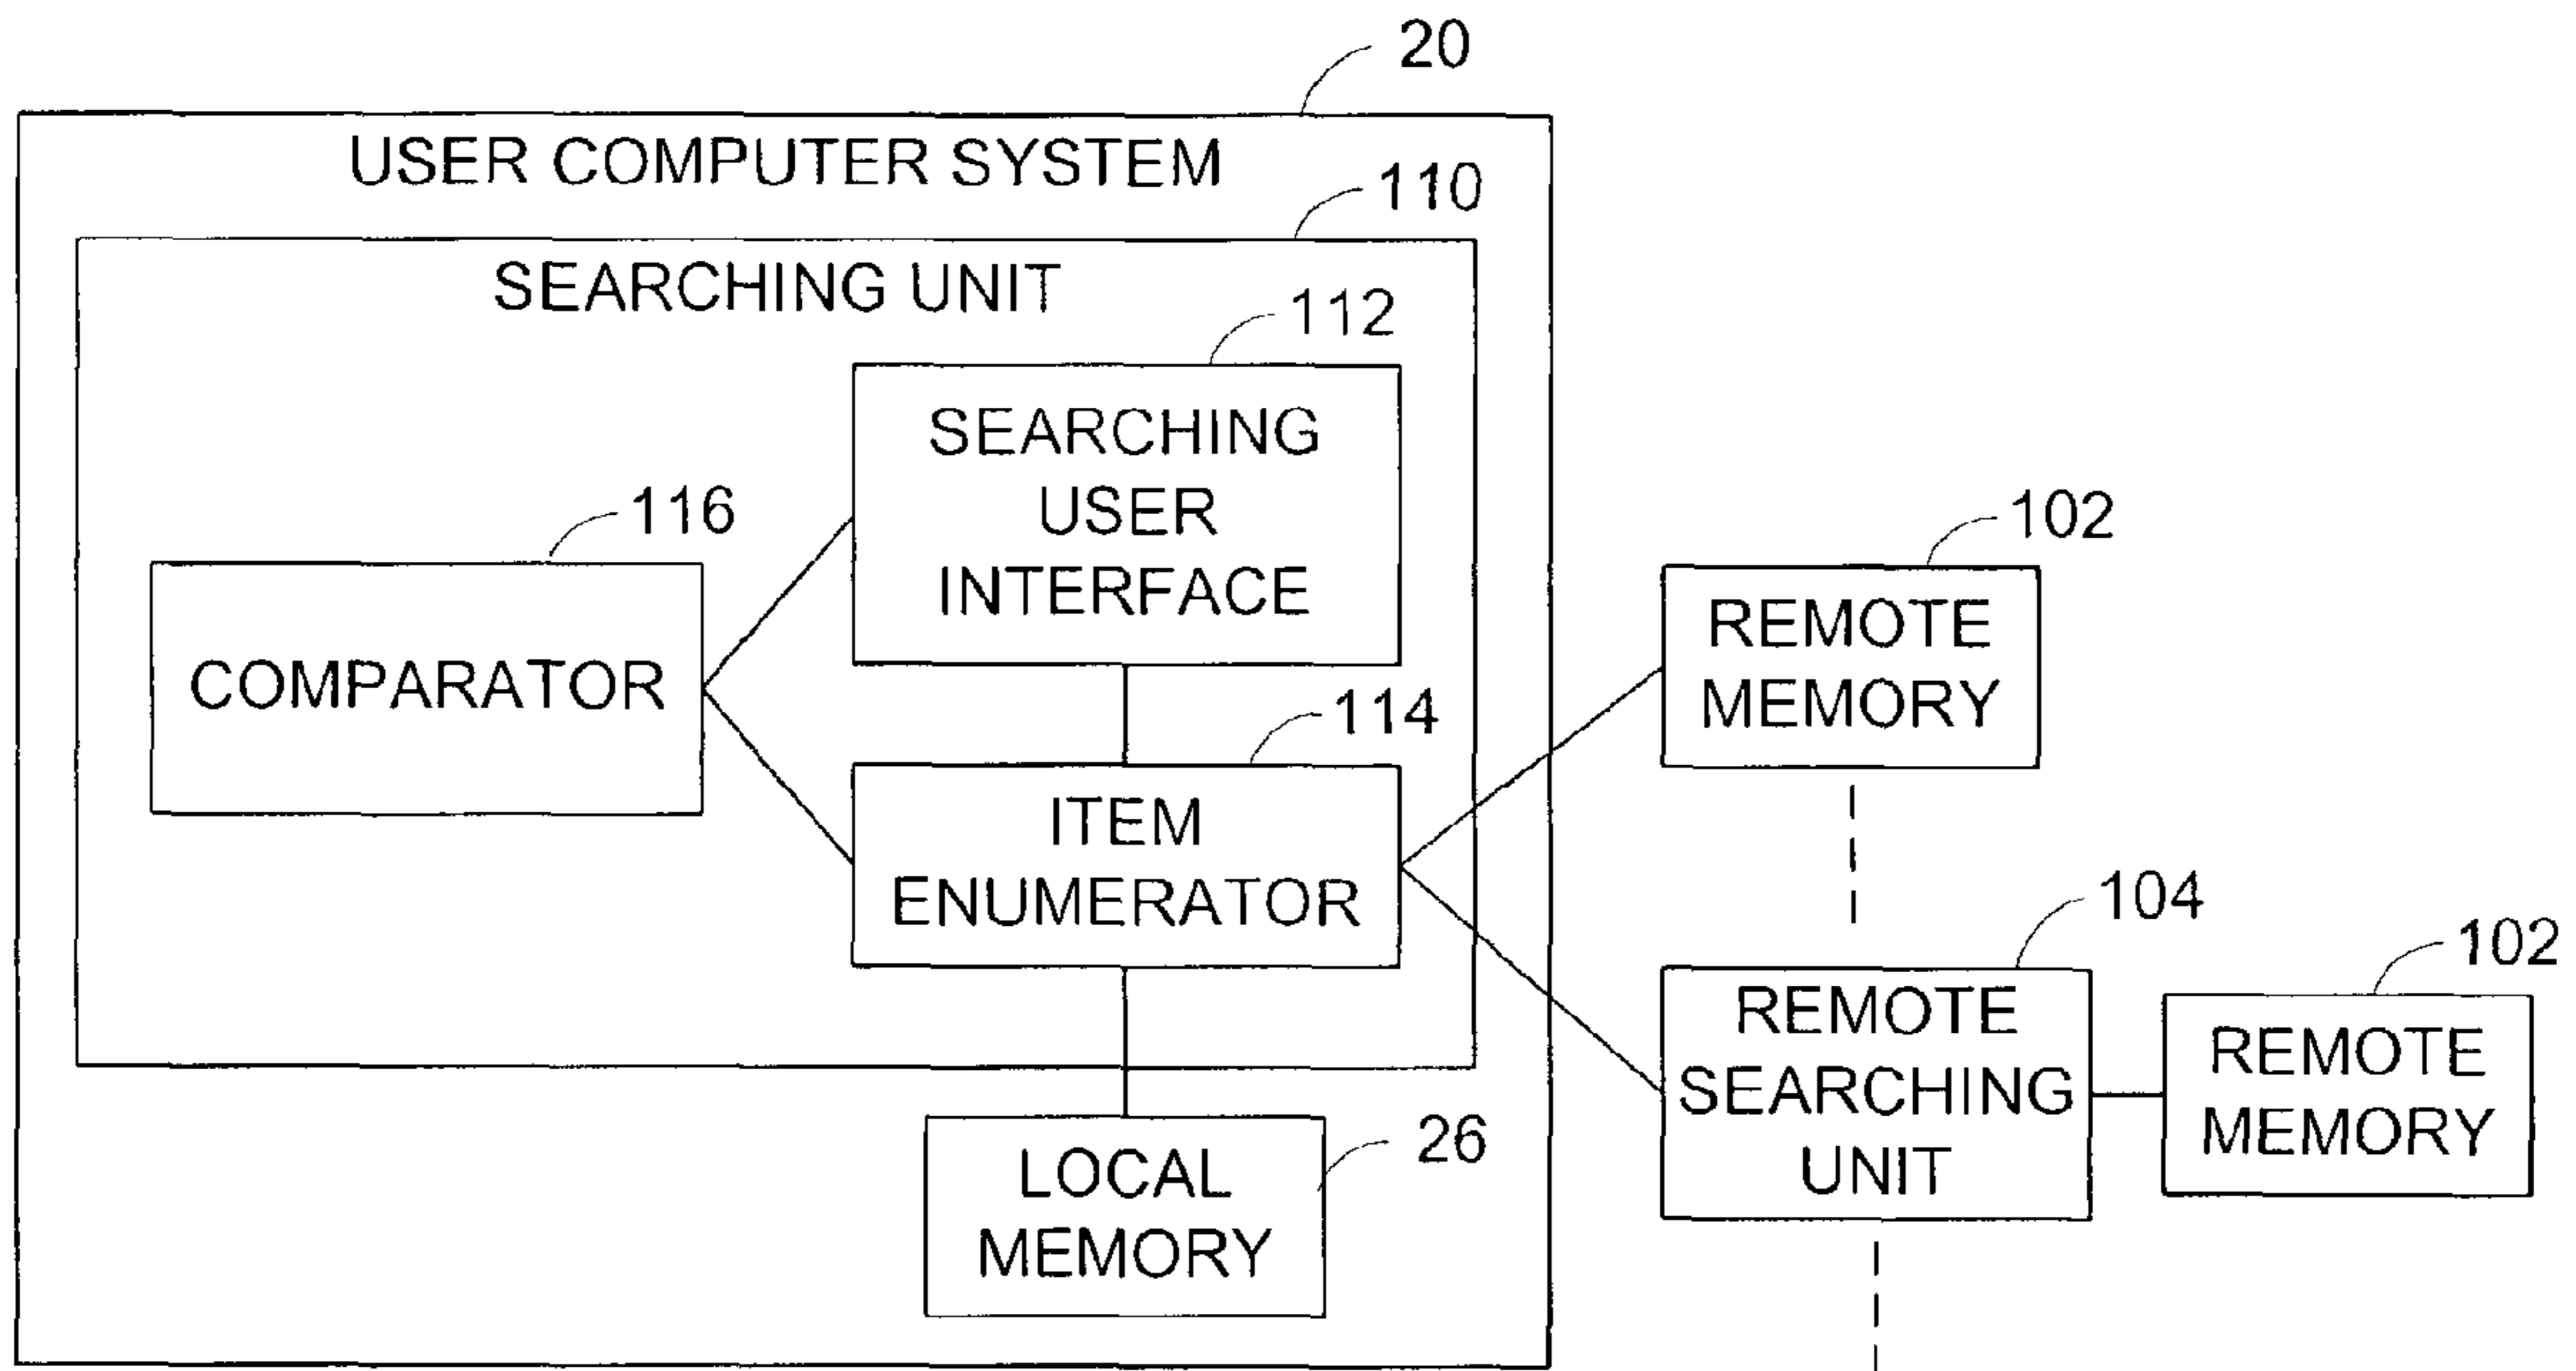 20
USER COMPUTER SYSTEM
110
SEARCHING UNIT
112
SEARCHING
USER
INTERFACE
116
COMPARATOR
114
ITEM
ENUMERATOR
102
REMOTE
MEMORY
104
REMOTE
SEARCHING
UNIT
102
REMOTE
MEMORY
26
LOCAL
MEMORY